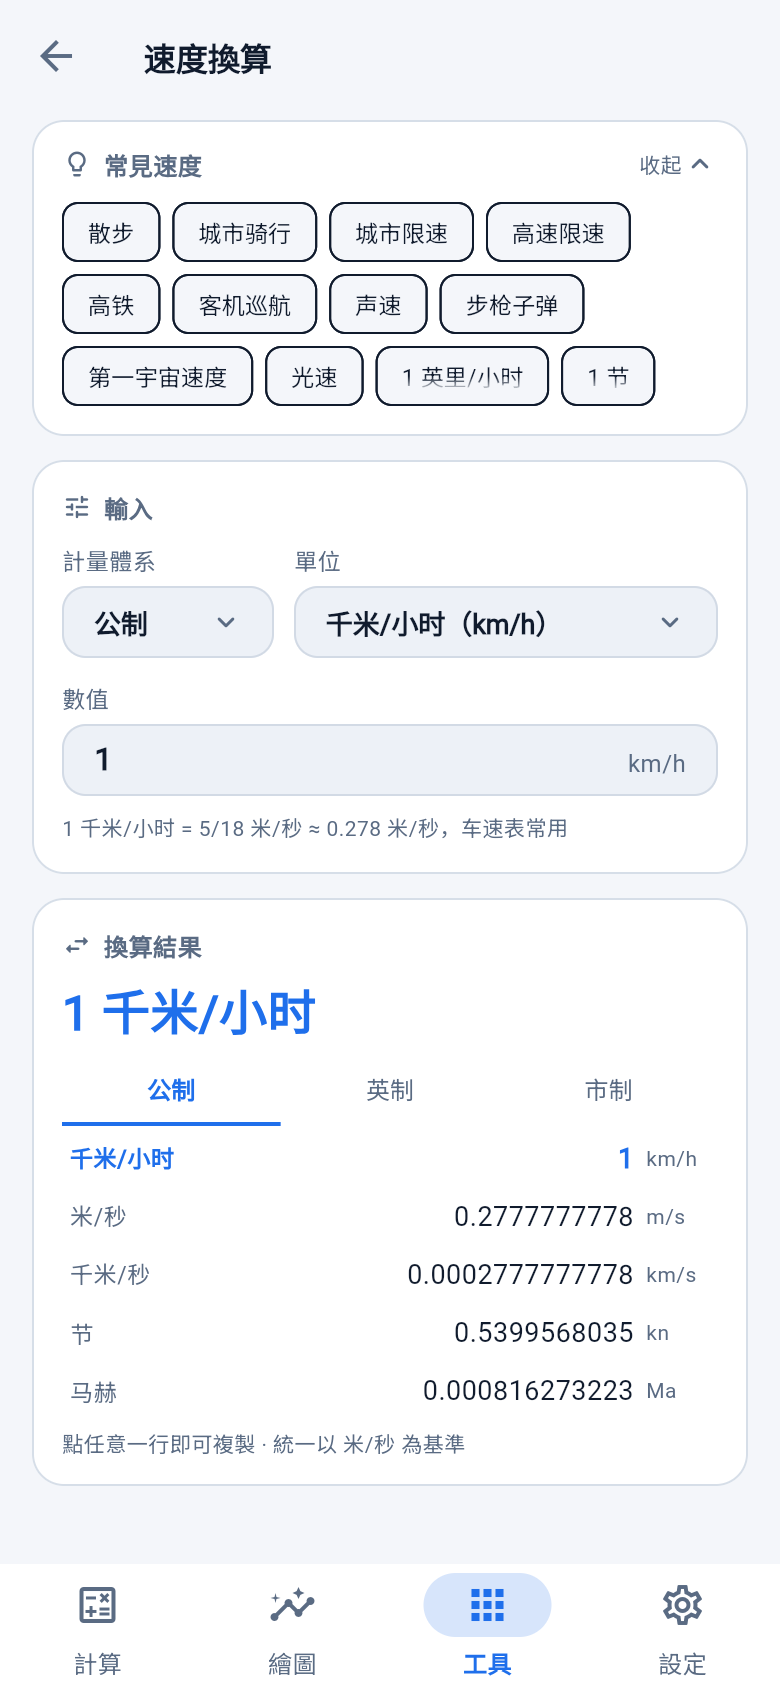 速度換算
常見速度 收起
散步 城市骑行 城市限速 高速限速
高铁 客机巡航 声速 步枪子弹
第一宇宙速度 光速 1 英里/小时 1 节
輸入
計量體系 單位
公制 千米/小时（km/h）
數值
1 km/h
1 千米/小时 = 5/18 米/秒 ≈ 0.278 米/秒，车速表常用
換算結果
1 千米/小时
公制 英制 市制
千米/小时 1 km/h
米/秒 0.2777777778 m/s
千米/秒 0.0002777777778 km/s
节 0.5399568035 kn
马赫 0.000816273223 Ma
點任意一行即可複製 · 統一以 米/秒 為基準
計算 繪圖 工具 設定